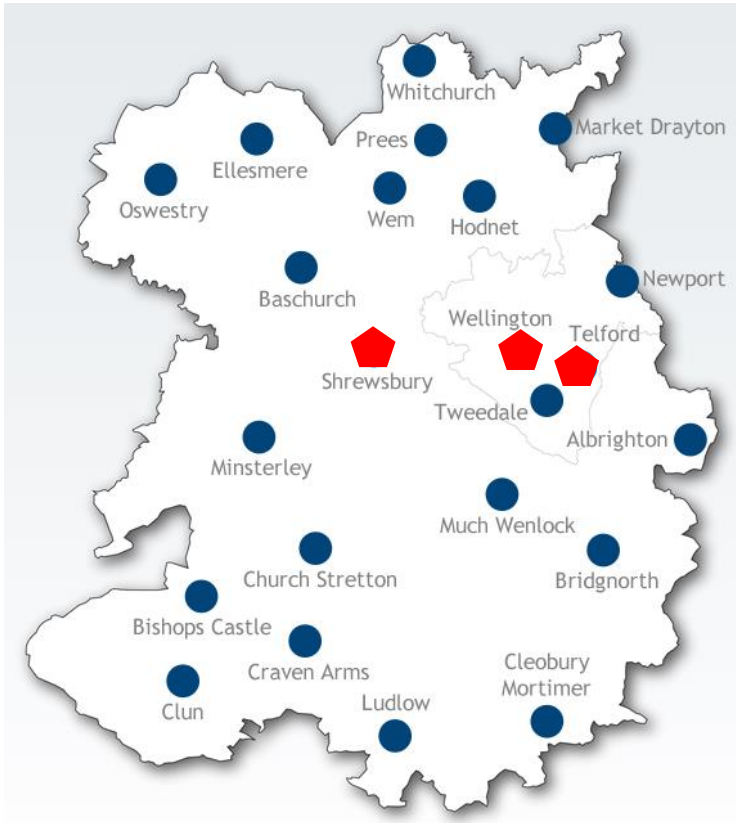 Whitchurch
Market Drayton
Prees
Ellesmere
Oswestry
Wem
Hodnet
Baschurch
Newport
Wellington
Telford
Shrewsbury
Tweedale
Albrighton
Minsterley
Much Wenlock
Church Stretton
Bridgnorth
Bishops Castle
Craven Arms
Cleobury
Mortimer
Clun
Ludlow